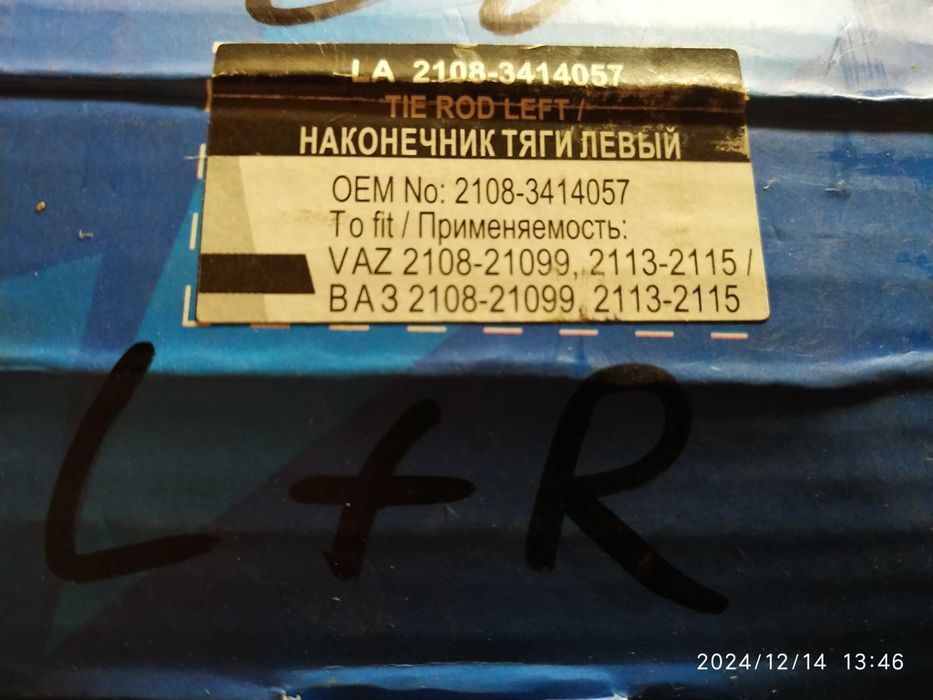 LA 2108-3414057
TIE ROD LEFT /
НАКОНЕЧНИК ТЯГИ ЛЕВЫЙ
OEM No: 2108-3414057
To fit / Применяемость:
VAZ 2108-21099, 2113-2115 /
ВАЗ 2108-21099, 2113-2115
L+R
2024/12/14 13:46